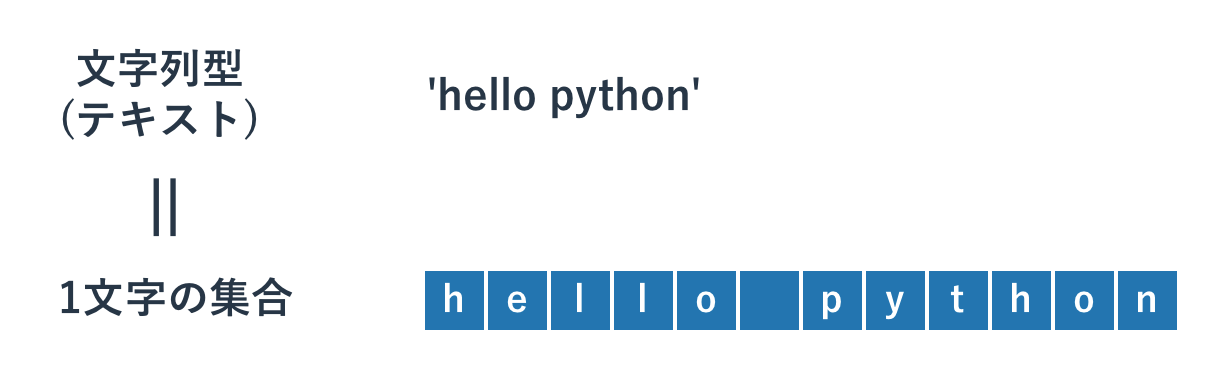 文字列型
(テキスト)
'hello python'
||
1文字の集合
h e l l o   p y t h o n